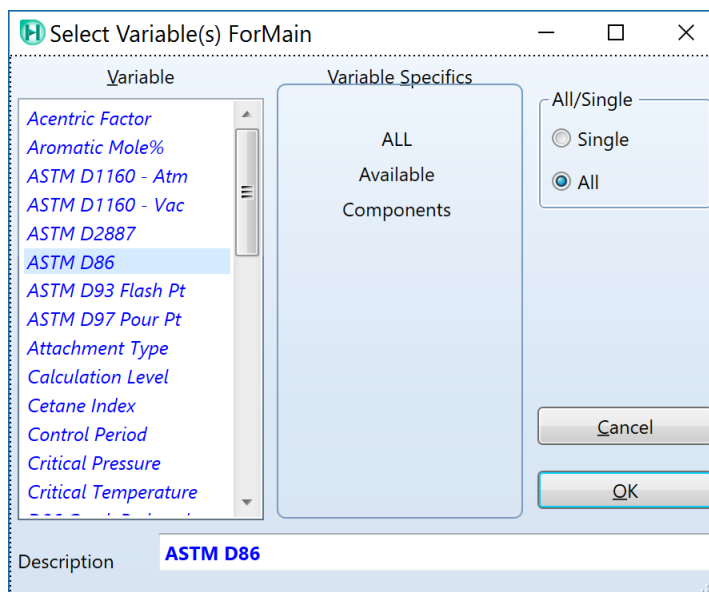 Select Variable(s) ForMain
Variable
Acentric Factor
Aromatic Mole%
ASTM D1160 - Atm
ASTM D1160 - Vac
ASTM D2887
ASTM D86
ASTM D93 Flash Pt
ASTM D97 Pour Pt
Attachment Type
Calculation Level
Cetane Index
Control Period
Critical Pressure
Critical Temperature
Variable Specifics
ALL
Available
Components
All/Single
Single
All
Cancel
OK
Description
ASTM D86